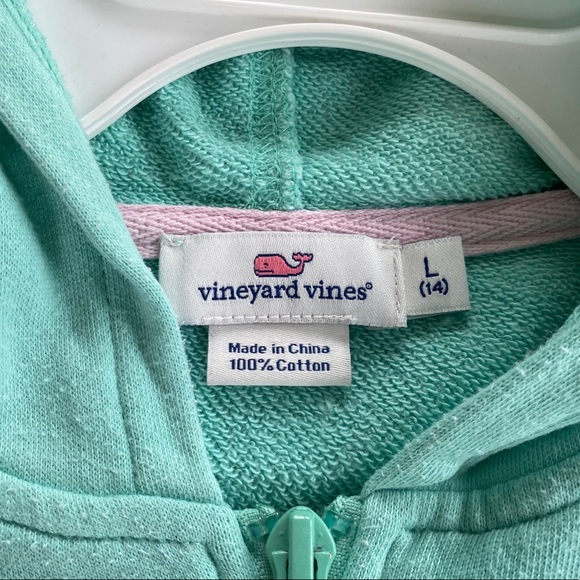 vineyard vines®
L
(14)
Made in China
100% Cotton